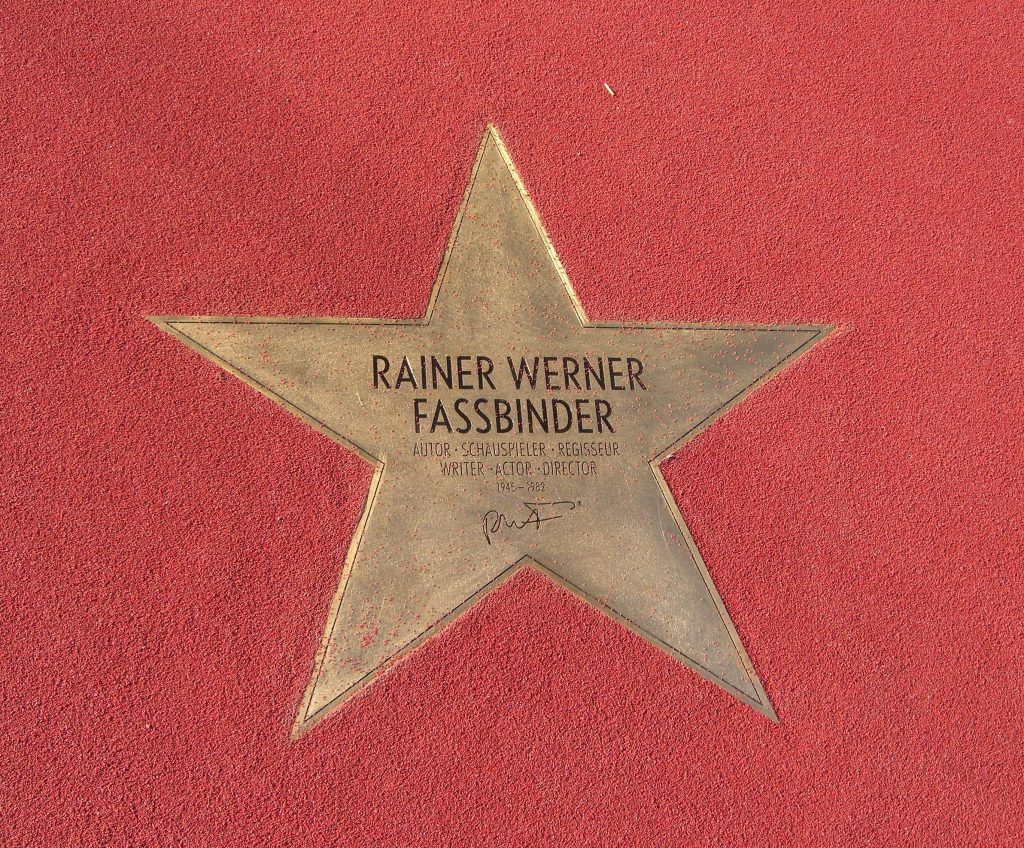 RAINER WERNER
FASSBINDER
AUTOR · SCHAUSPIELER · REGISSEUR
WRITER · ACTOR · DIRECTOR
1945 – 1982